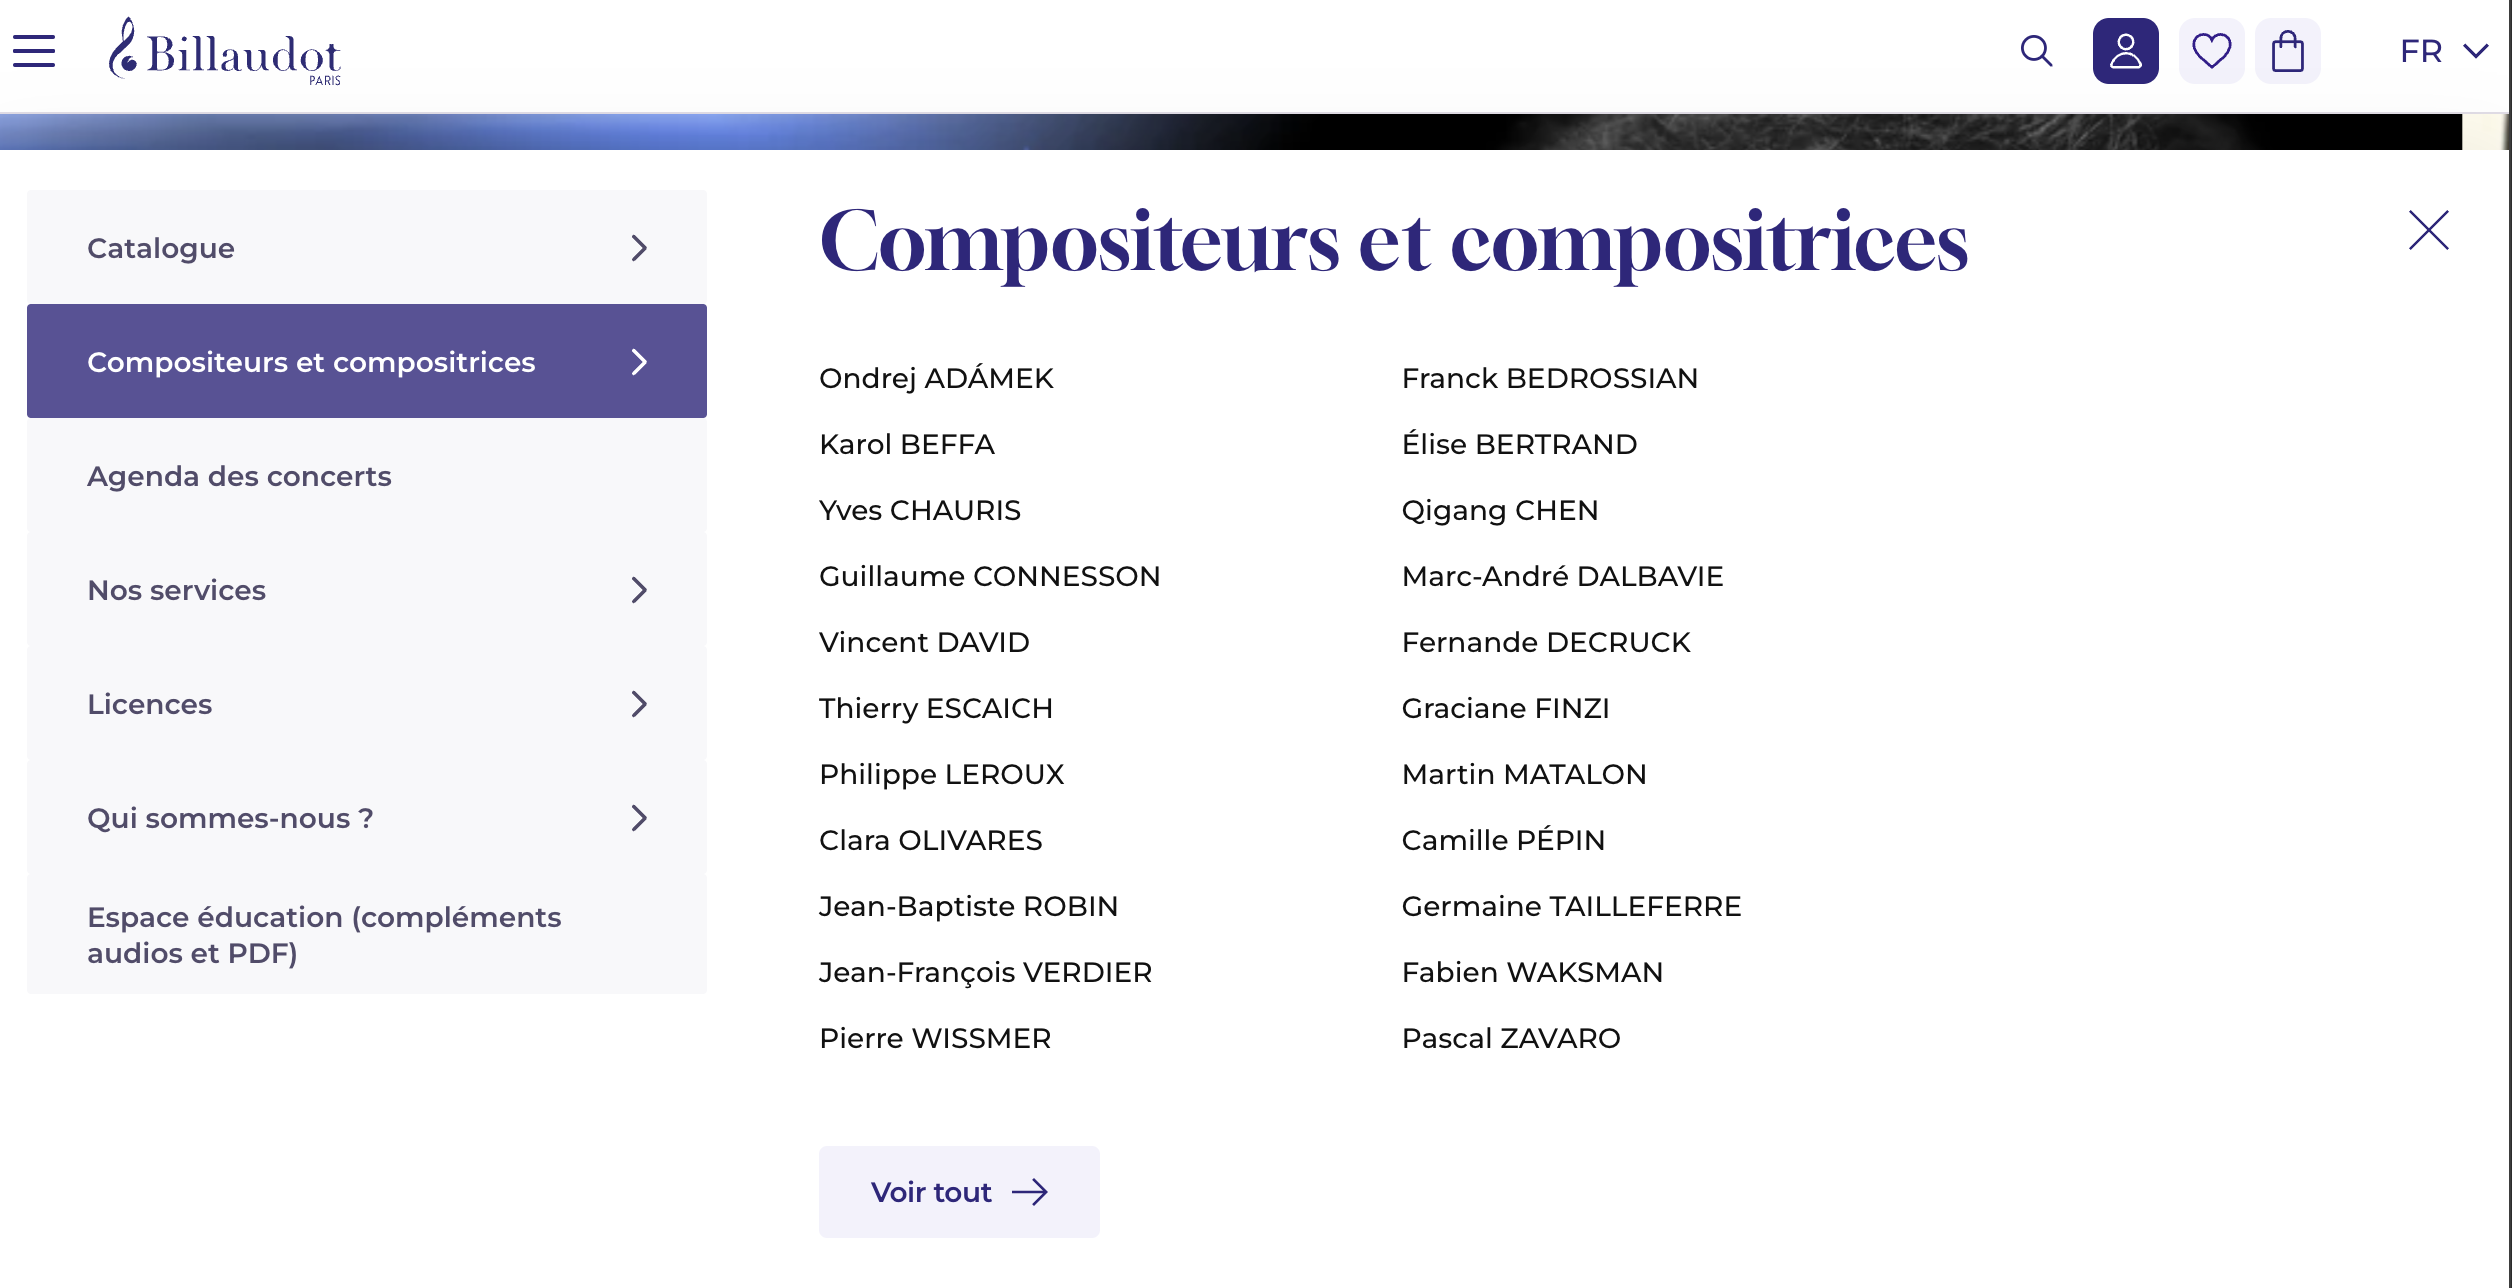 Billaudot
PARIS
FR
Catalogue
Compositeurs et compositrices
Agenda des concerts
Nos services
Licences
Qui sommes-nous ?
Espace éducation (compléments
audios et PDF)
Compositeurs et compositrices
Ondrej ADÁMEK
Franck BEDROSSIAN
Karol BEFFA
Élise BERTRAND
Yves CHAURIS
Qigang CHEN
Guillaume CONNESSON
Marc-André DALBAVIE
Vincent DAVID
Fernande DECRUCK
Thierry ESCAICH
Graciane FINZI
Philippe LEROUX
Martin MATALON
Clara OLIVARES
Camille PÉPIN
Jean-Baptiste ROBIN
Germaine TAILLEFERRE
Jean-François VERDIER
Fabien WAKSMAN
Pierre WISSMER
Pascal ZAVARO
Voir tout